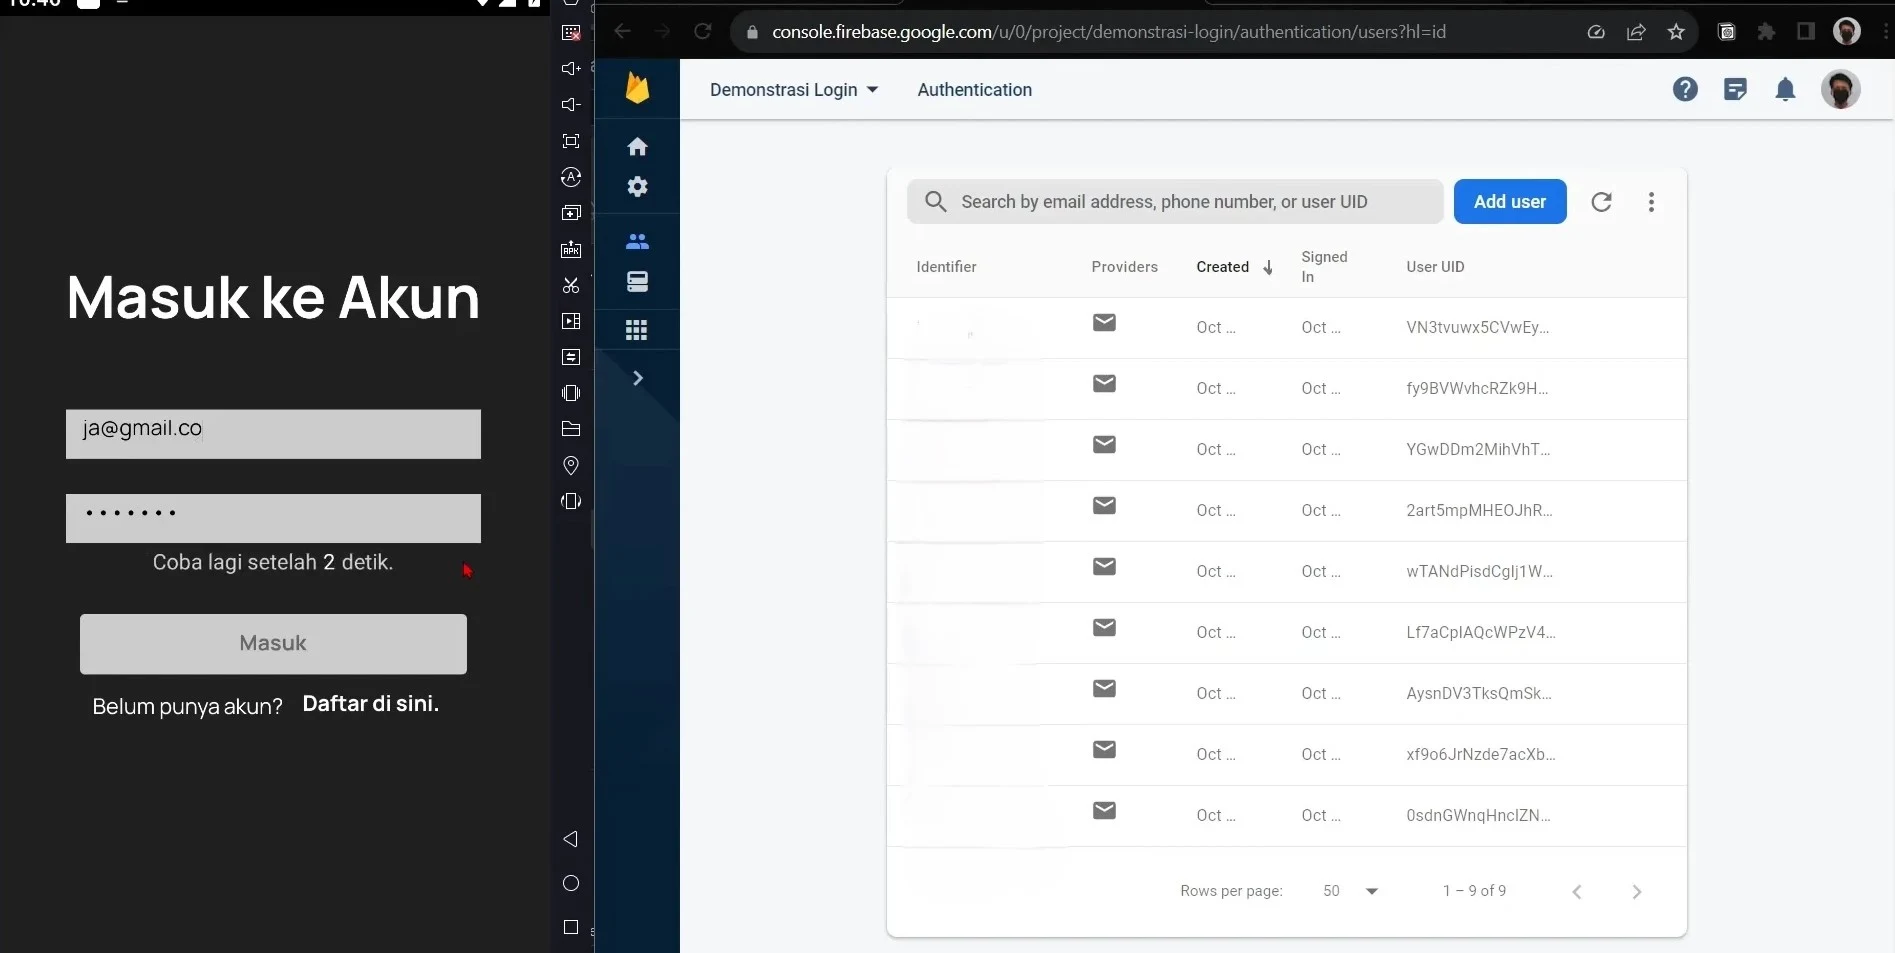 Masuk ke Akun
ja@gmail.co
Coba lagi setelah 2 detik.
Masuk
Belum punya akun? Daftar di sini.
console.firebase.google.com/u/0/project/demonstrasi-login/authentication/users?hl=id
Demonstrasi Login Authentication
Search by email address, phone number, or user UID Add user
Identifier Providers Created Signed In User UID
Oct ... Oct ... VN3tvuwx5CVwEy...
Oct ... Oct ... fy9BVWvhcRZk9H...
Oct ... Oct ... YGwDDm2MihVhT...
Oct ... Oct ... 2art5mpMHEOJhR...
Oct ... Oct ... wTANdPisdCgIj1W...
Oct ... Oct ... Lf7aCpIAQcWPzV4...
Oct ... Oct ... AysnDV3TksQmSk...
Oct ... Oct ... xf9o6JrNzde7acXb...
Oct ... Oct ... 0sdnGWnqHncIZN...
Rows per page: 50 1 – 9 of 9